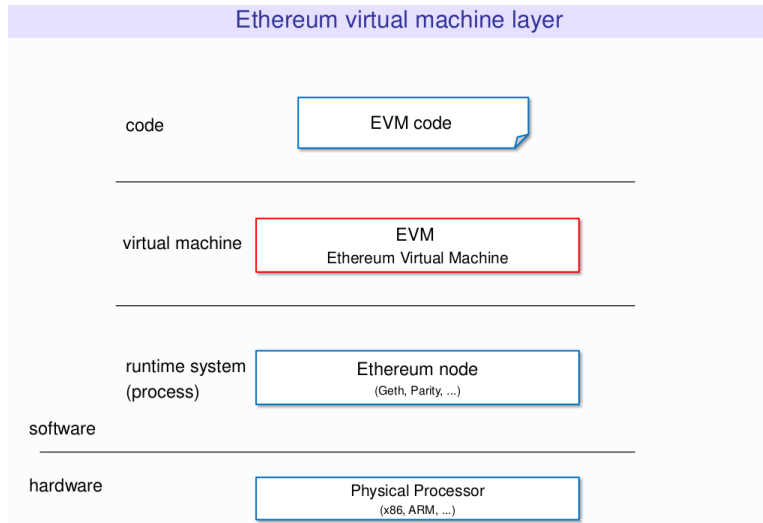 Ethereum virtual machine layer
code
EVM code
virtual machine
EVM
Ethereum Virtual Machine
runtime system
(process)
Ethereum node
(Geth, Parity, ...)
software
hardware
Physical Processor
(x86, ARM, ...)